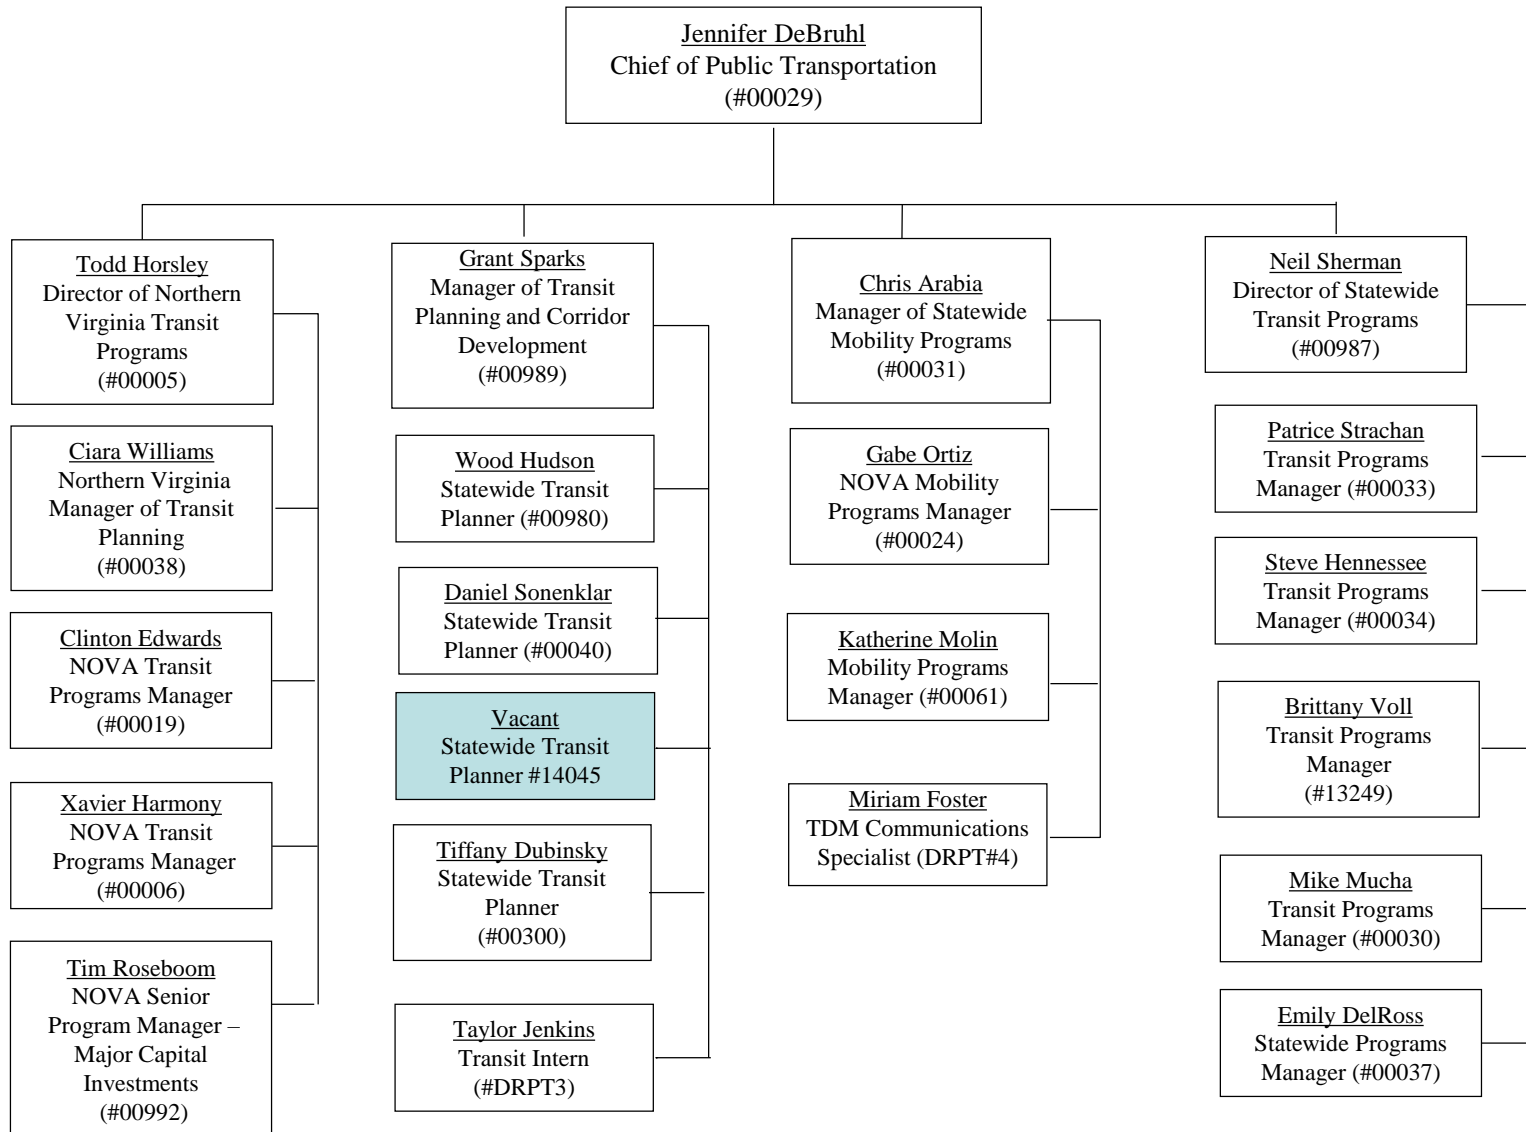 Jennifer DeBruhl
Chief of Public Transportation
(#00029)
Todd Horsley
Director of Northern
Virginia Transit
Programs
(#00005)
Ciara Williams
Northern Virginia
Manager of Transit
Planning
(#00038)
Clinton Edwards
NOVA Transit
Programs Manager
(#00019)
Xavier Harmony
NOVA Transit
Programs Manager
(#00006)
Tim Roseboom
NOVA Senior
Program Manager –
Major Capital
Investments
(#00992)
Grant Sparks
Manager of Transit
Planning and Corridor
Development
(#00989)
Wood Hudson
Statewide Transit
Planner (#00980)
Daniel Sonenklar
Statewide Transit
Planner (#00040)
Vacant
Statewide Transit
Planner #14045
Tiffany Dubinsky
Statewide Transit
Planner
(#00300)
Taylor Jenkins
Transit Intern
(#DRPT3)
Chris Arabia
Manager of Statewide
Mobility Programs
(#00031)
Gabe Ortiz
NOVA Mobility
Programs Manager
(#00024)
Katherine Molin
Mobility Programs
Manager (#00061)
Miriam Foster
TDM Communications
Specialist (DRPT#4)
Neil Sherman
Director of Statewide
Transit Programs
(#00987)
Patrice Strachan
Transit Programs
Manager (#00033)
Steve Hennessee
Transit Programs
Manager (#00034)
Brittany Voll
Transit Programs
Manager
(#13249)
Mike Mucha
Transit Programs
Manager (#00030)
Emily DelRoss
Statewide Programs
Manager (#00037)